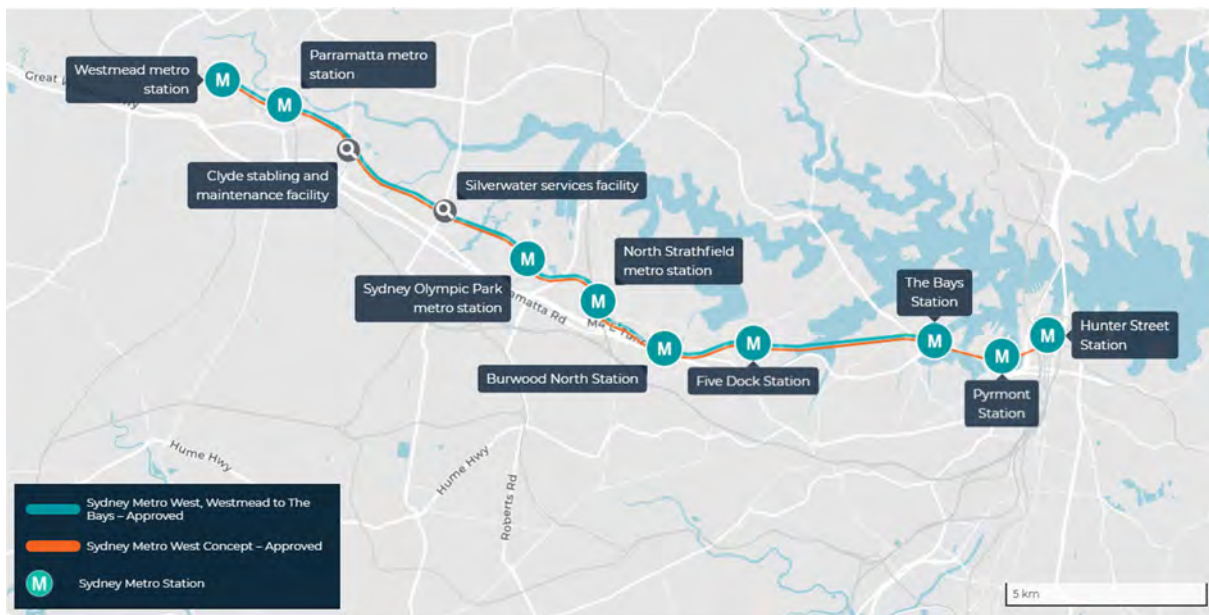 Westmead metro
station
Parramatta metro
station
Great
Hwy
M
M
Clyde stabling and
maintenance facility
Silverwater services facility
M
North Strathfield
metro station
Sydney Olympic Park
metro station
amatta Rd
M
M4 E
The Bays
Station
M
M
M
M
M
Hunter Street
Station
Burwood North Station
Five Dock Station
Pyrmont
Station
Hume Hwy
Hume Hwy
Roberts Rd
Sydney Metro West, Westmead to The
Bays – Approved
Sydney Metro West Concept – Approved
M
Sydney Metro Station
5 km